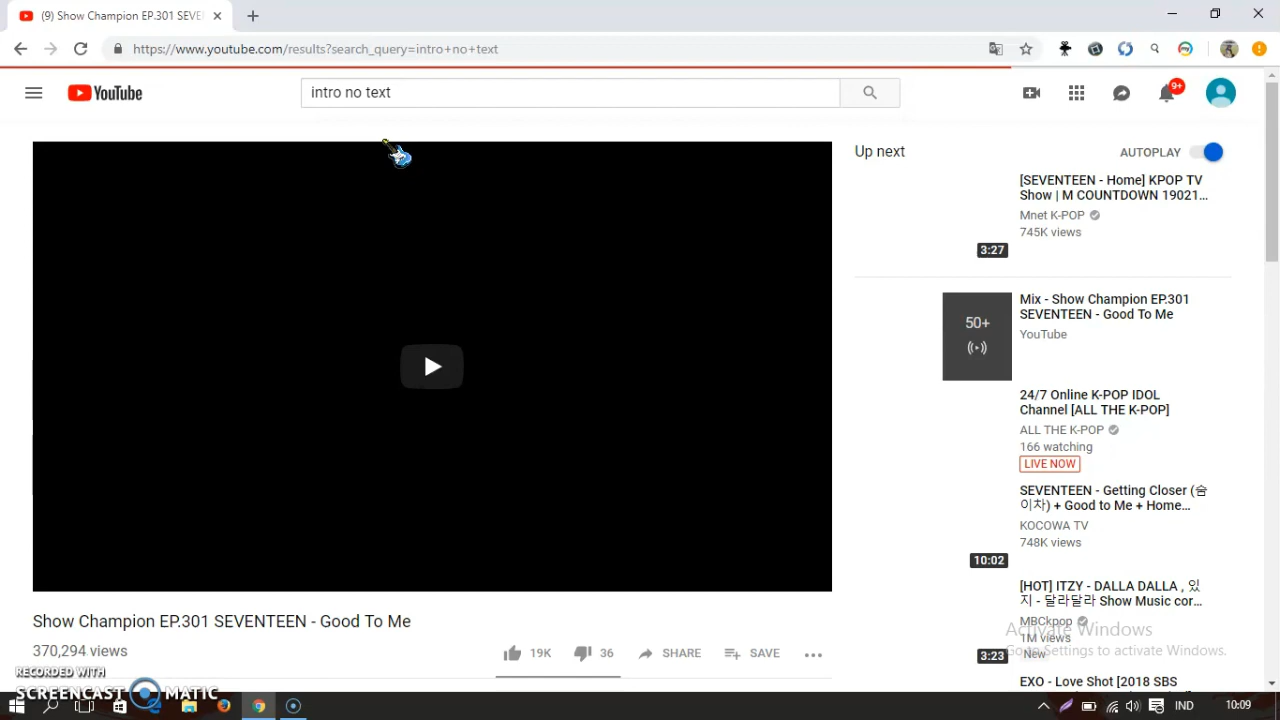 (9) Show Champion EP.301 SEVE
https://www.youtube.com/results?search_query=intro+no+text
YouTube
intro no text
9+
Up next
AUTOPLAY
[SEVENTEEN - Home] KPOP TV
Show | M COUNTDOWN 19021...
Mnet K-POP
745K views
3:27
50+
Mix - Show Champion EP.301
SEVENTEEN - Good To Me
YouTube
24/7 Online K-POP IDOL
Channel [ALL THE K-POP]
ALL THE K-POP
166 watching
LIVE NOW
SEVENTEEN - Getting Closer (숨
이차) + Good to Me + Home...
KOCOWA TV
748K views
10:02
[HOT] ITZY - DALLA DALLA , 있
지 - 달라달라 Show Music cor...
MBCkpop
1M views
New
3:23
EXO - Love Shot [2018 SBS
Show Champion EP.301 SEVENTEEN - Good To Me
370,294 views
19K
36
SHARE
SAVE
Activate Windows
Go to Settings to activate Windows.
RECORDED WITH
SCREENCAST MATIC
IND
10:09